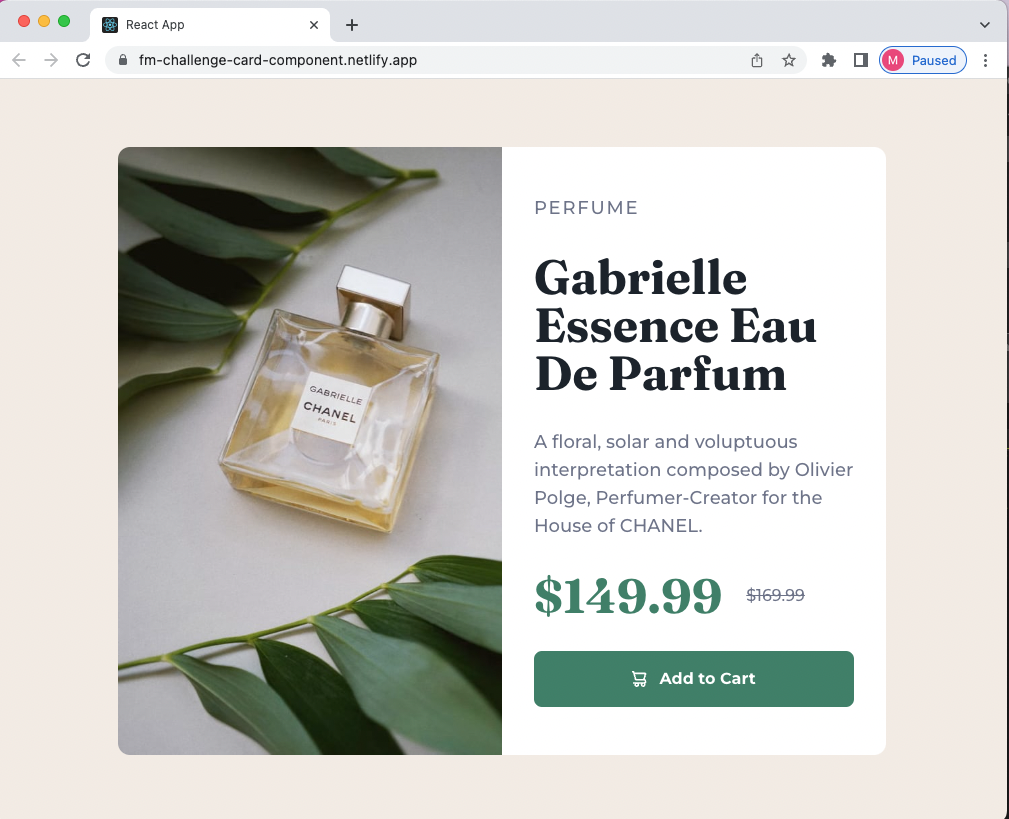 React App
fm-challenge-card-component.netlify.app
M
Paused
GABRIELLE
CHANEL
PARIS
PERFUME
Gabrielle
Essence Eau
De Parfum
A floral, solar and voluptuous
interpretation composed by Olivier
Polge, Perfumer-Creator for the
House of CHANEL.
$149.99 $169.99
Add to Cart